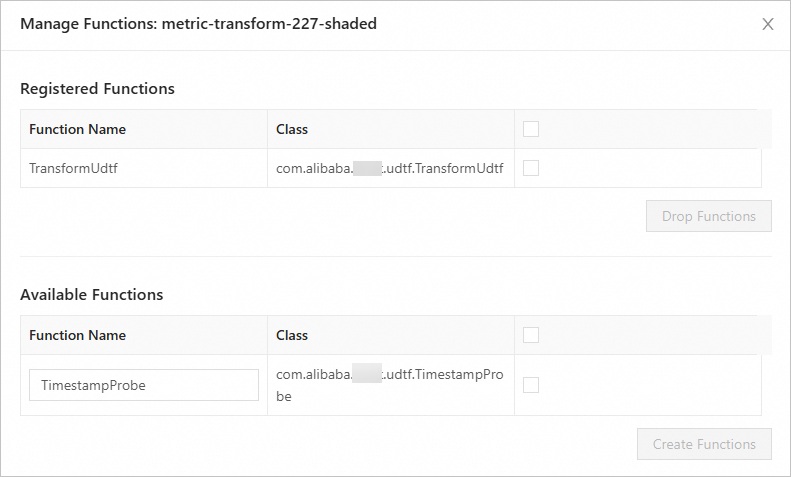 Manage Functions: metric-transform-227-shaded
Registered Functions
Function Name Class
TransformUdtf com.alibaba. .udtf.TransformUdtf
Drop Functions
Available Functions
Function Name Class
TimestampProbe com.alibaba. .udtf.TimestampPro
be
Create Functions